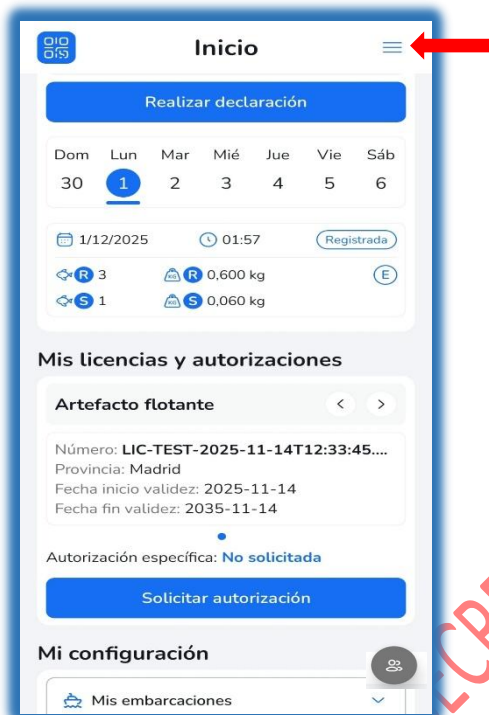 Inicio
Realizar declaración
Dom Lun Mar Mié Jue Vie Sáb
30 1 2 3 4 5 6
1/12/2025 01:57 Registrada
R 3 KG R 0,600 kg E
S 1 KG S 0,060 kg
Mis licencias y autorizaciones
Artefacto flotante
Número: LIC-TEST-2025-11-14T12:33:45....
Provincia: Madrid
Fecha inicio validez: 2025-11-14
Fecha fin validez: 2035-11-14
Autorización específica: No solicitada
Solicitar autorización
Mi configuración
Mis embarcaciones